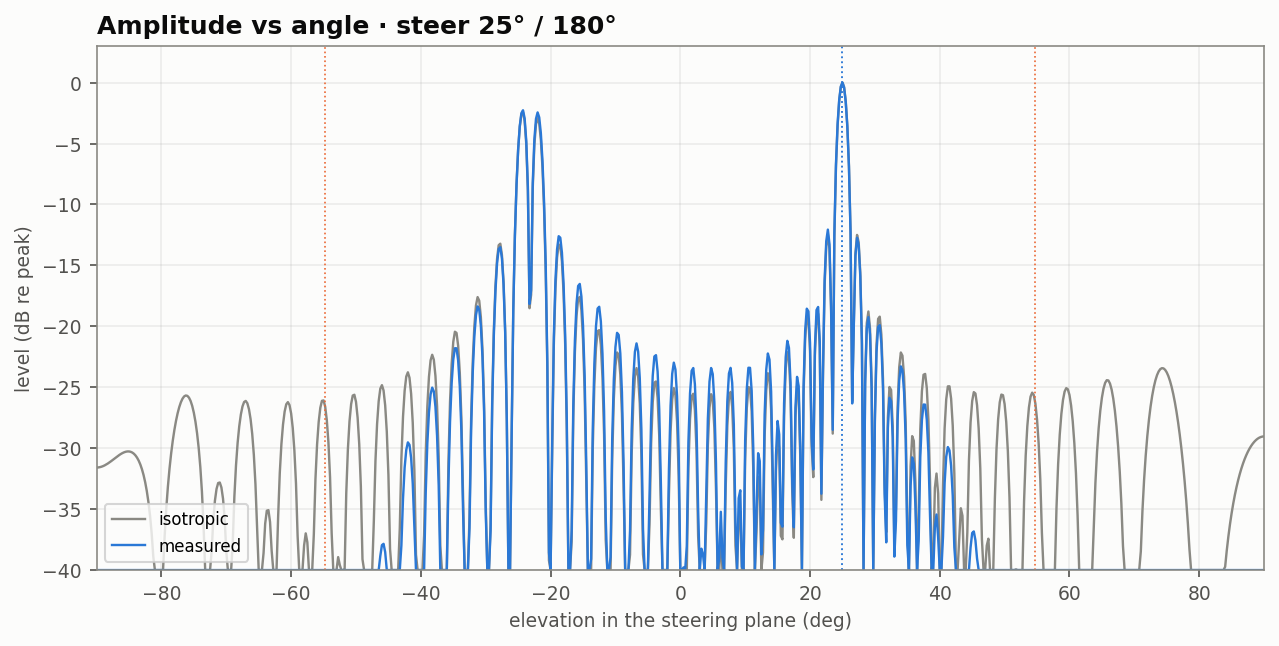 Amplitude vs angle · steer 25° / 180°
0
−5
−10
−15
−20
−25
−30
−35
−40
level (dB re peak)
isotropic
measured
−80 −60 −40 −20 0 20 40 60 80
elevation in the steering plane (deg)